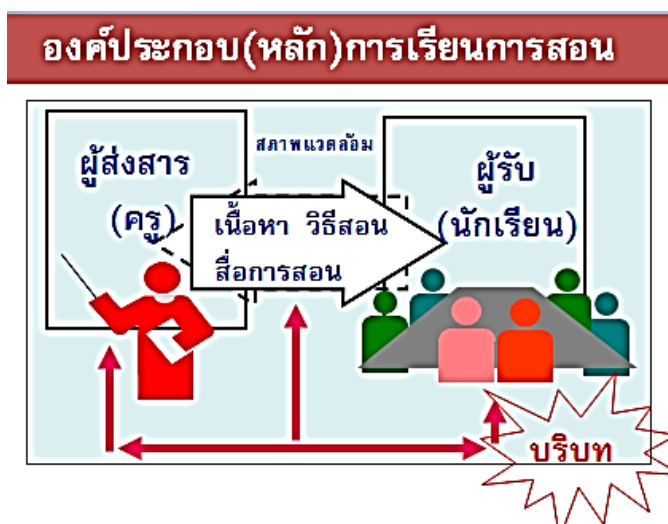 องค์ประกอบ(หลัก)การเรียนการสอน
สภาพแวดล้อม
ผู้ส่งสาร
(ครู)
เนื้อหา วิธีสอน
สื่อการสอน
ผู้รับ
(นักเรียน)
บริบท